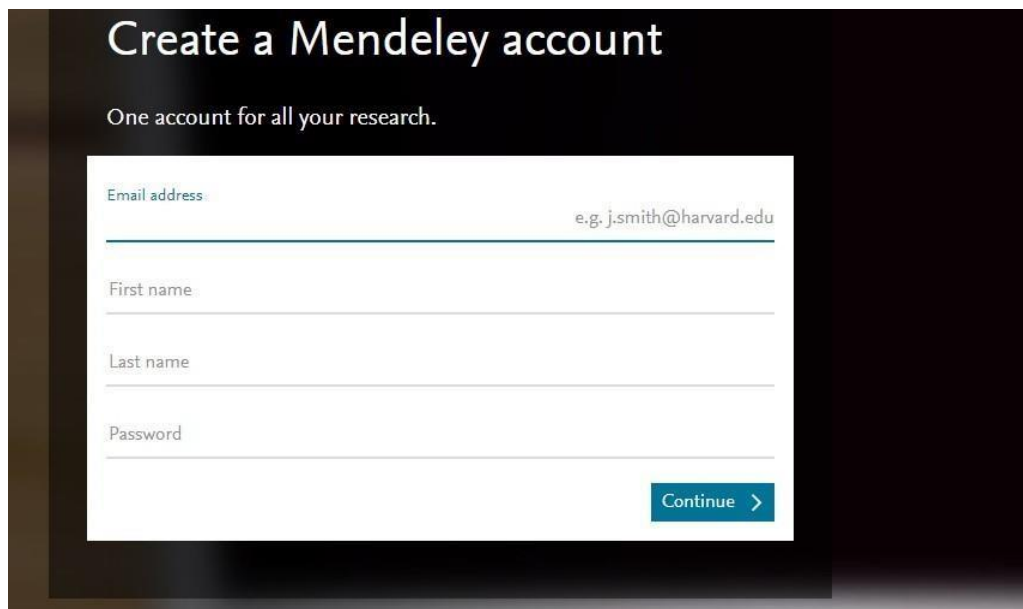 Create a Mendeley account
One account for all your research.
Email address
e.g. j.smith@harvard.edu
First name
Last name
Password
Continue